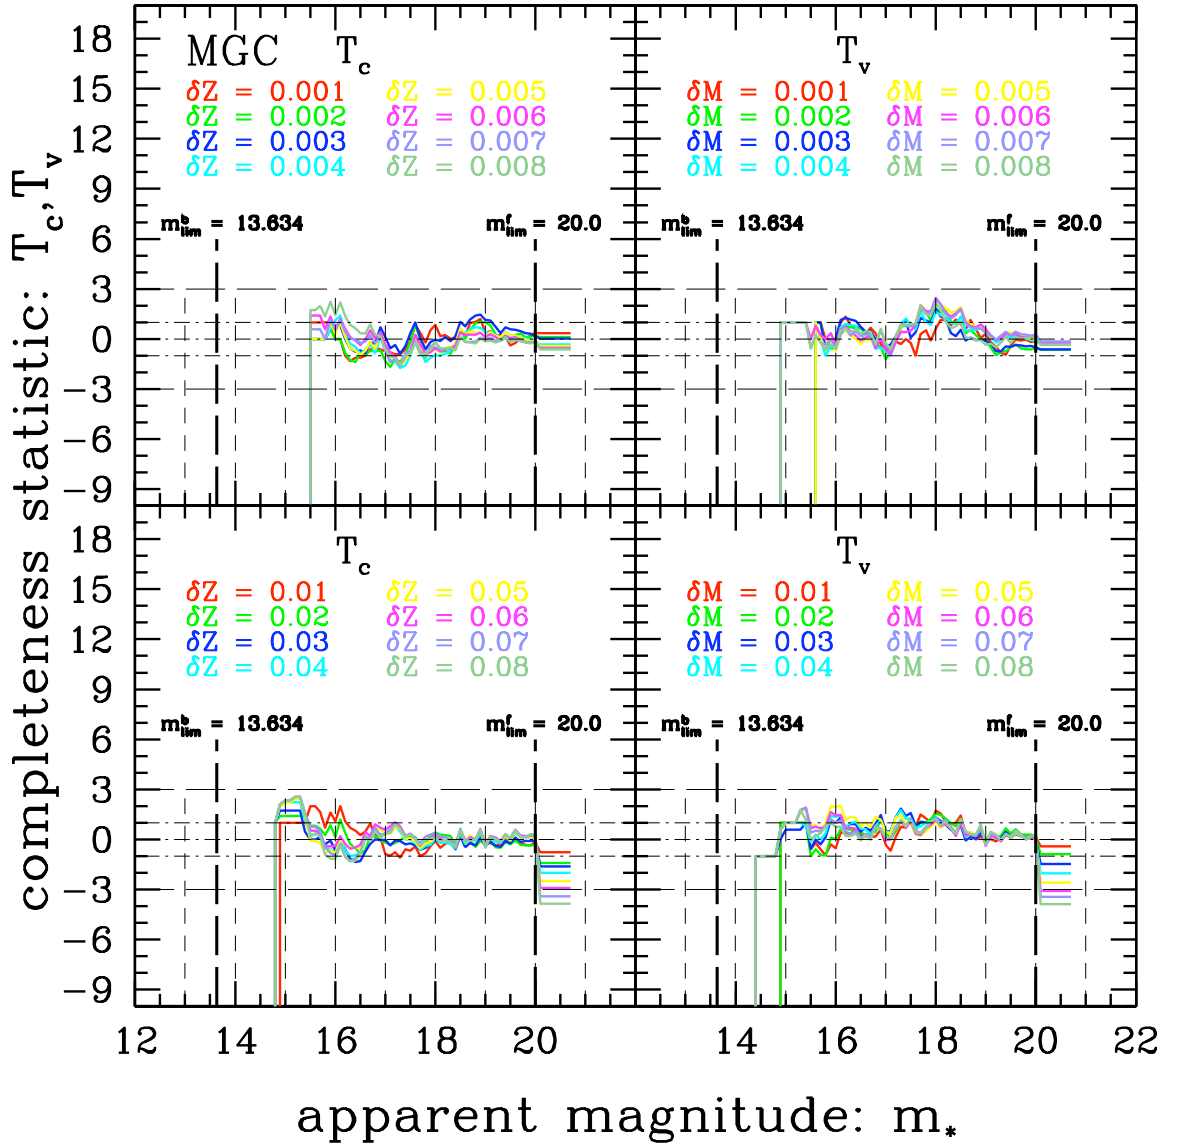 completeness statistic: Tc,Tv
MGC Tc
δZ = 0.001 δZ = 0.005
δZ = 0.002 δZ = 0.006
δZ = 0.003 δZ = 0.007
δZ = 0.004 δZ = 0.008
m^b_lim = 13.634 m^f_lim = 20.0
18
15
12
9
6
3
0
−3
−6
−9
Tv
δM = 0.001 δM = 0.005
δM = 0.002 δM = 0.006
δM = 0.003 δM = 0.007
δM = 0.004 δM = 0.008
m^b_lim = 13.634 m^f_lim = 20.0
Tc
δZ = 0.01 δZ = 0.05
δZ = 0.02 δZ = 0.06
δZ = 0.03 δZ = 0.07
δZ = 0.04 δZ = 0.08
m^b_lim = 13.634 m^f_lim = 20.0
18
15
12
9
6
3
0
−3
−6
−9
Tv
δM = 0.01 δM = 0.05
δM = 0.02 δM = 0.06
δM = 0.03 δM = 0.07
δM = 0.04 δM = 0.08
m^b_lim = 13.634 m^f_lim = 20.0
12 14 16 18 20 14 16 18 20 22
apparent magnitude: m*